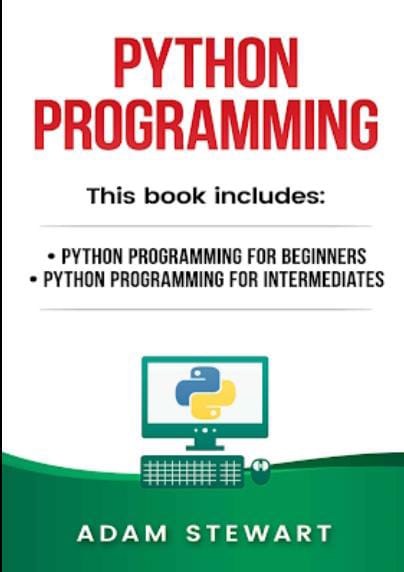 PYTHON
PROGRAMMING
This book includes:
• PYTHON PROGRAMMING FOR BEGINNERS
• PYTHON PROGRAMMING FOR INTERMEDIATES
ADAM STEWART